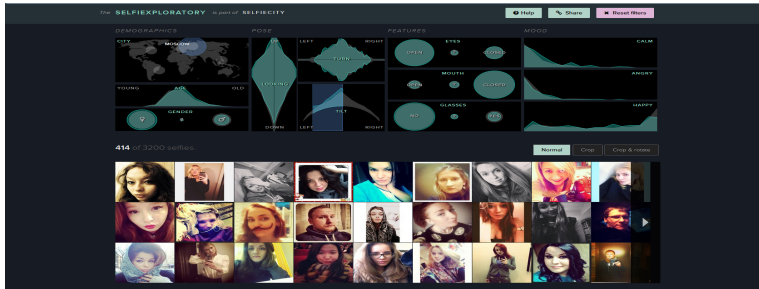 The SELFIEXPLORATORY is part of SELFIECITY
Help Share Reset filters
DEMOGRAPHICS POSE FEATURES MOOD
CITY MOSCOW UP LEFT RIGHT EYES CALM
TURN OPEN CLOSED
YOUNG AGE OLD LOOKING MOUTH ANGRY
OPEN CLOSED
GENDER TILT GLASSES HAPPY
NO YES
DOWN LEFT RIGHT
414 of 3200 selfies.
Normal Crop Crop & rotate